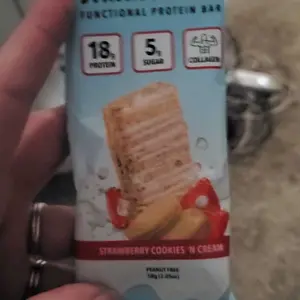 FUNCTIONAL PROTEIN BAR
18g 5g
PROTEIN SUGAR COLLAGEN
STRAWBERRY COOKIES 'N CREAM
PEANUT FREE